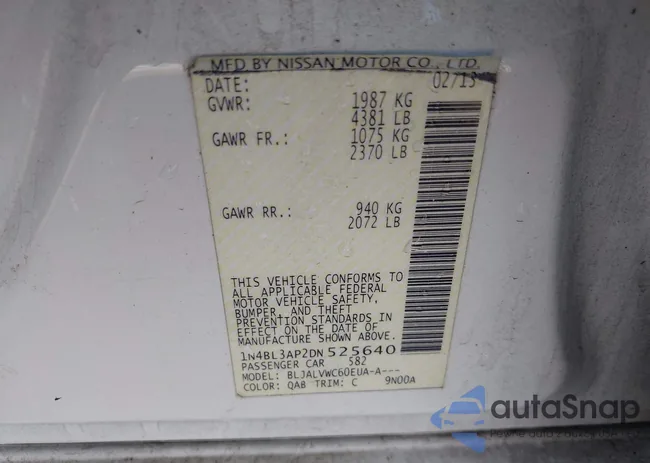 MFD BY NISSAN MOTOR CO., LTD.
DATE: 02/13
GVWR: 1987 KG
4381 LB
GAWR FR.: 1075 KG
2370 LB
GAWR RR.: 940 KG
2072 LB
THIS VEHICLE CONFORMS TO
ALL APPLICABLE FEDERAL
MOTOR VEHICLE SAFETY,
BUMPER, AND THEFT
PREVENTION STANDARDS IN
EFFECT ON THE DATE OF
MANUFACTURE SHOWN ABOVE.
1N4BL3AP2DN525640
PASSENGER CAR 582
MODEL: BLJALVWC60EUA-A---
COLOR: QAB TRIM: C 9N00A
autoSnap